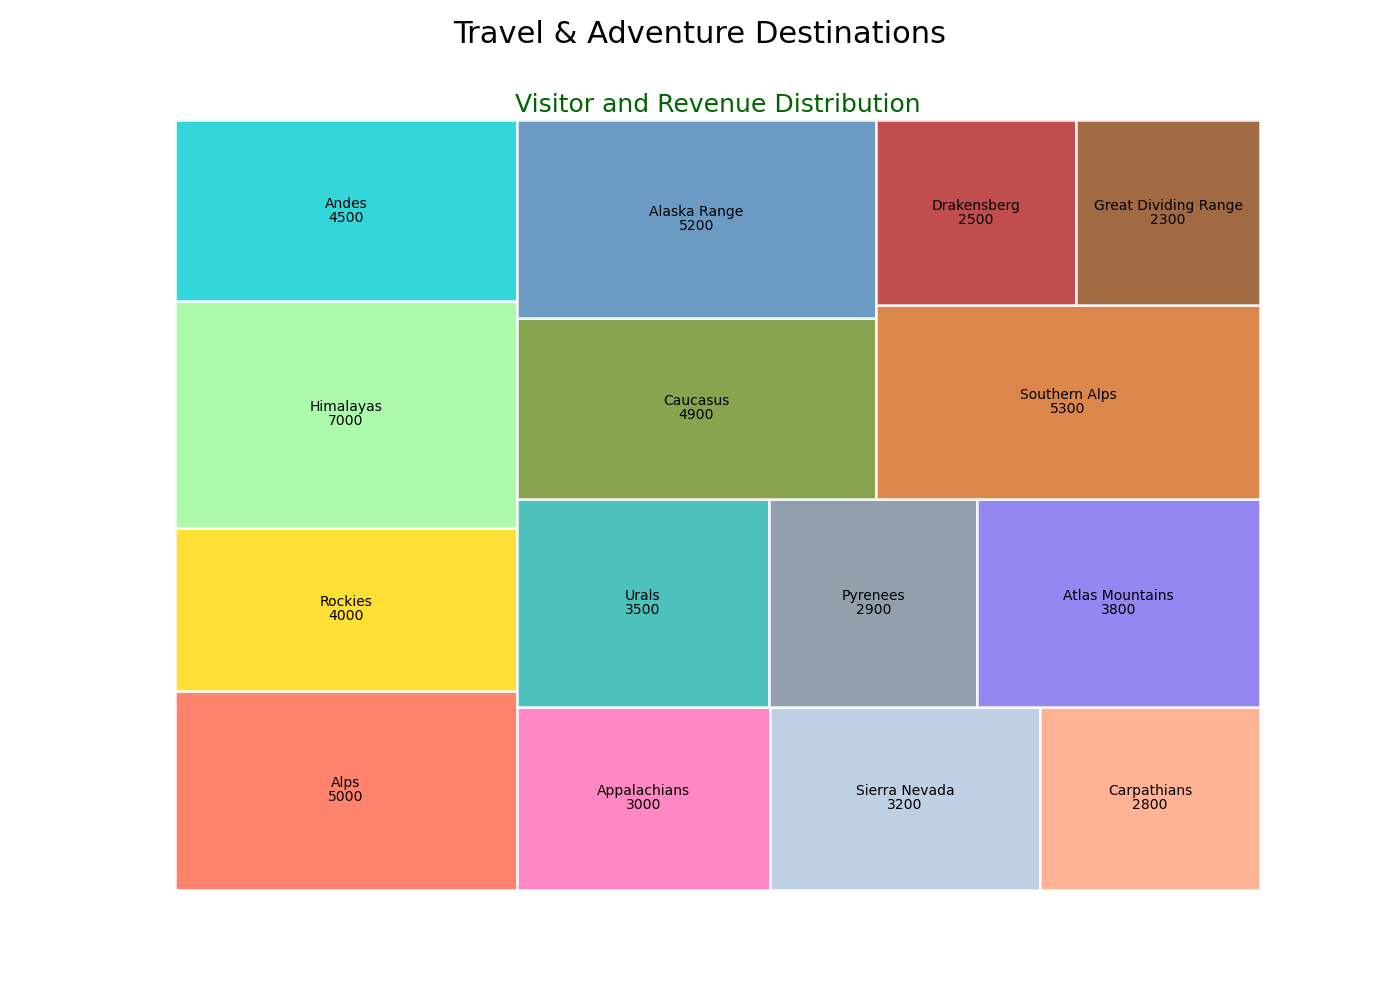 Travel & Adventure Destinations
Visitor and Revenue Distribution
Andes
4500
Alaska Range
5200
Drakensberg
2500
Great Dividing Range
2300
Himalayas
7000
Caucasus
4900
Southern Alps
5300
Rockies
4000
Urals
3500
Pyrenees
2900
Atlas Mountains
3800
Alps
5000
Appalachians
3000
Sierra Nevada
3200
Carpathians
2800